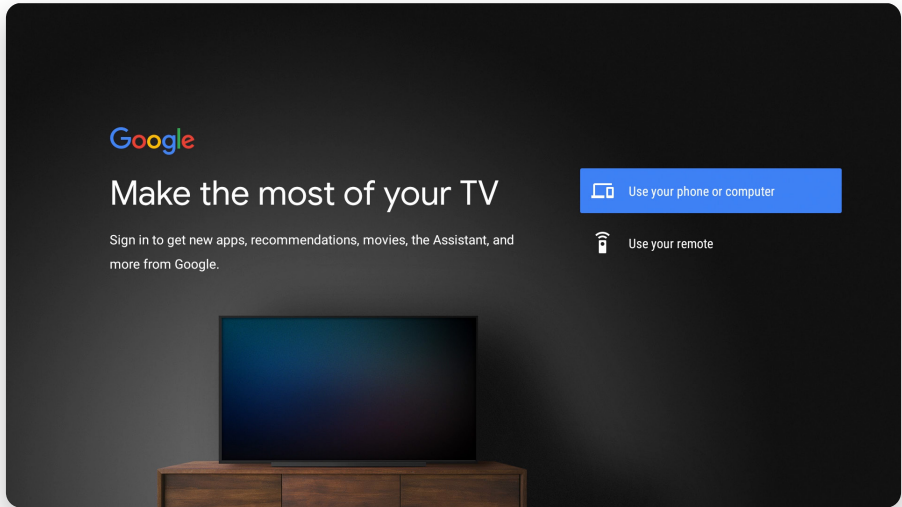 Google
Make the most of your TV
Sign in to get new apps, recommendations, movies, the Assistant, and
more from Google.
Use your phone or computer
Use your remote